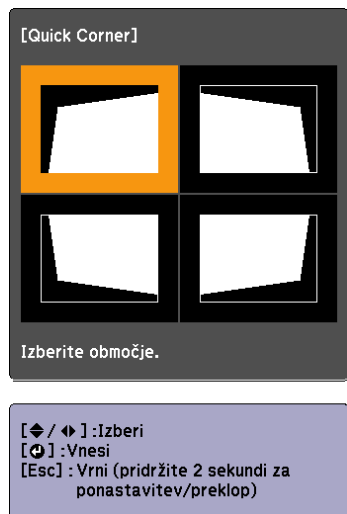 [Quick Corner]
Izberite območje.
[◆/◆] :Izberi
[↵] :Vnesi
[Esc] : Vrni (pridržite 2 sekundi za
ponastavitev/preklop)